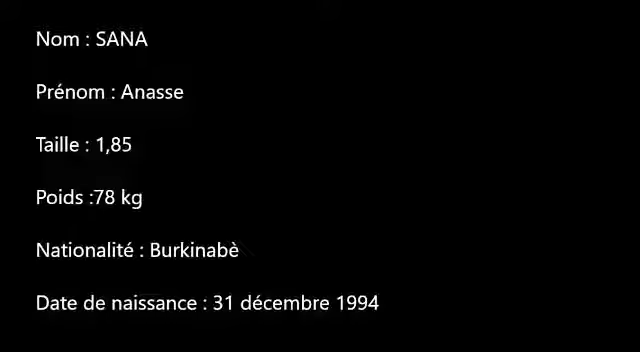 Nom : SANA
Prénom : Anasse
Taille : 1,85
Poids :78 kg
Nationalité : Burkinabè
Date de naissance : 31 décembre 1994